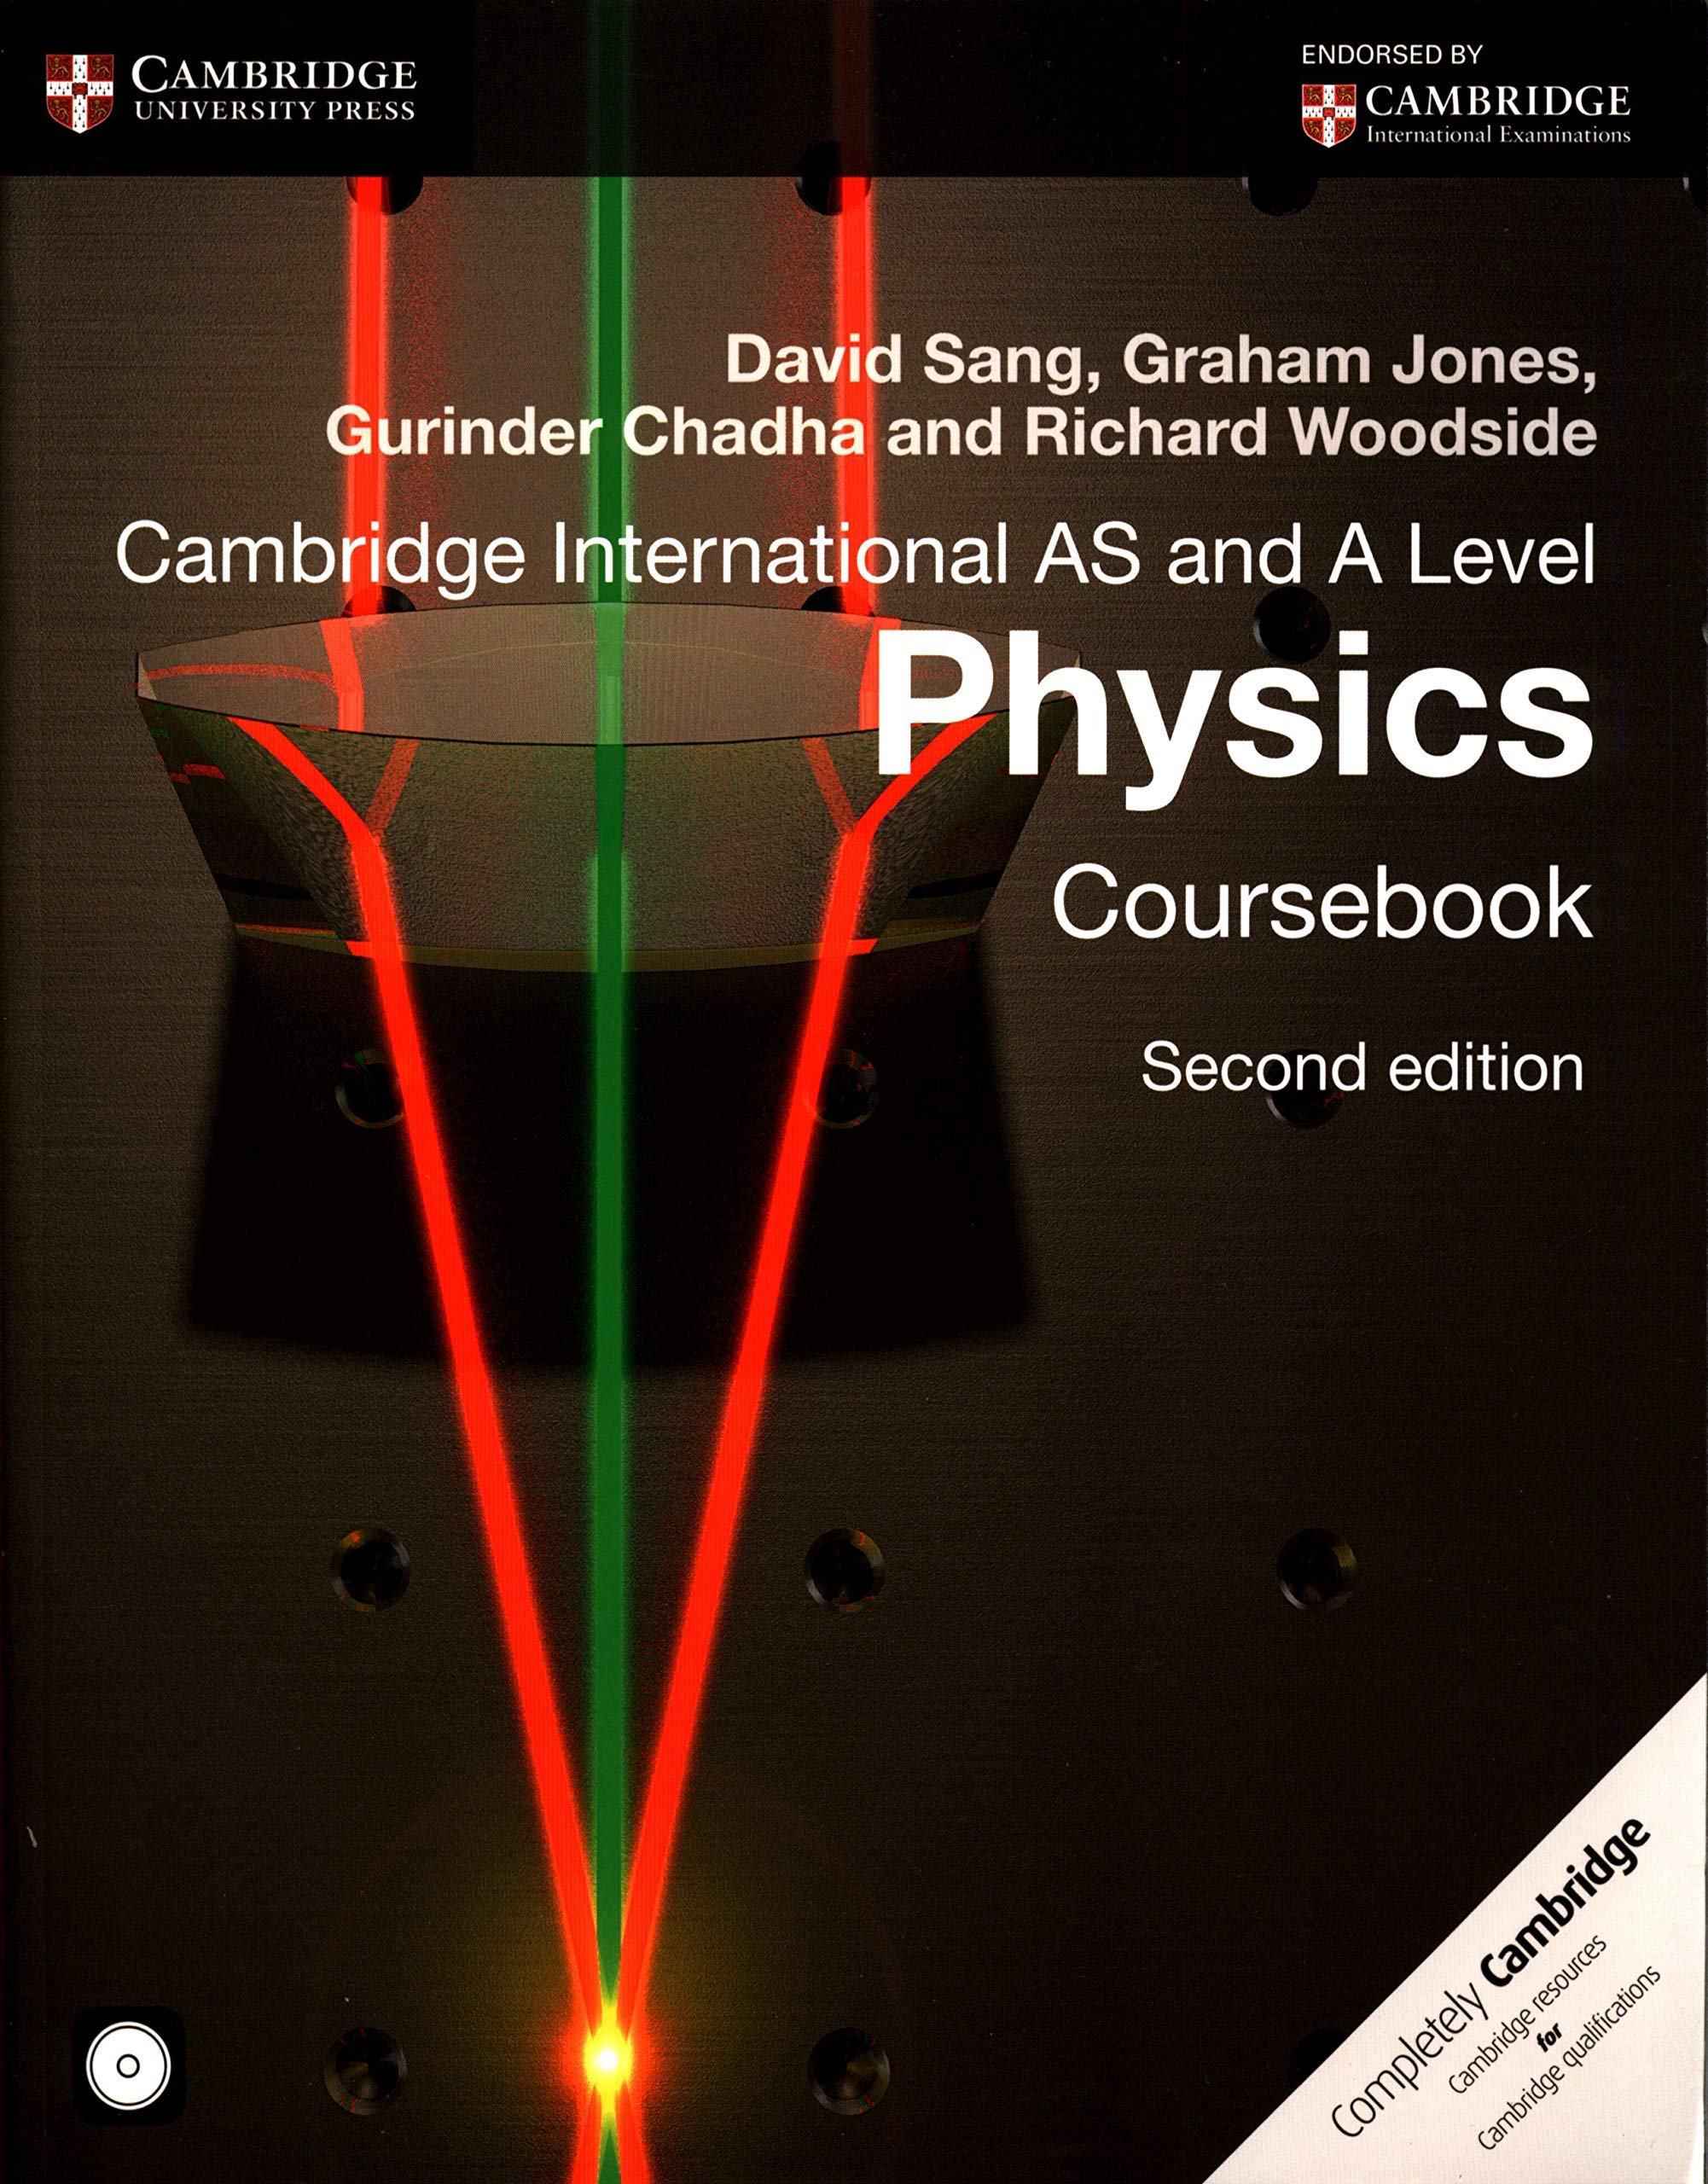 CAMBRIDGE
UNIVERSITY PRESS
ENDORSED BY
CAMBRIDGE
International Examinations
David Sang, Graham Jones,
Gurinder Chadha and Richard Woodside
Cambridge International AS and A Level
Physics
Coursebook
Second edition
Completely Cambridge
Cambridge resources
for
Cambridge qualifications